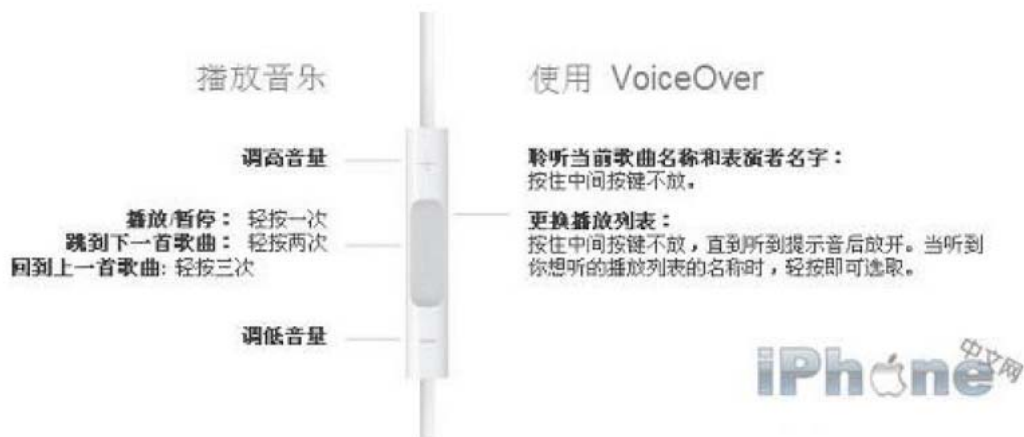 播放音乐
调高音量
播放/暂停： 轻按一次
跳到下一首歌曲： 轻按两次
回到上一首歌曲: 轻按三次
调低音量
使用 VoiceOver
聆听当前歌曲名称和表演者名字：
按住中间按键不放。
更换播放列表：
按住中间按键不放，直到听到提示音后放开。当听到
你想听的播放列表的名称时，轻按即可选取。
iPhone中文网